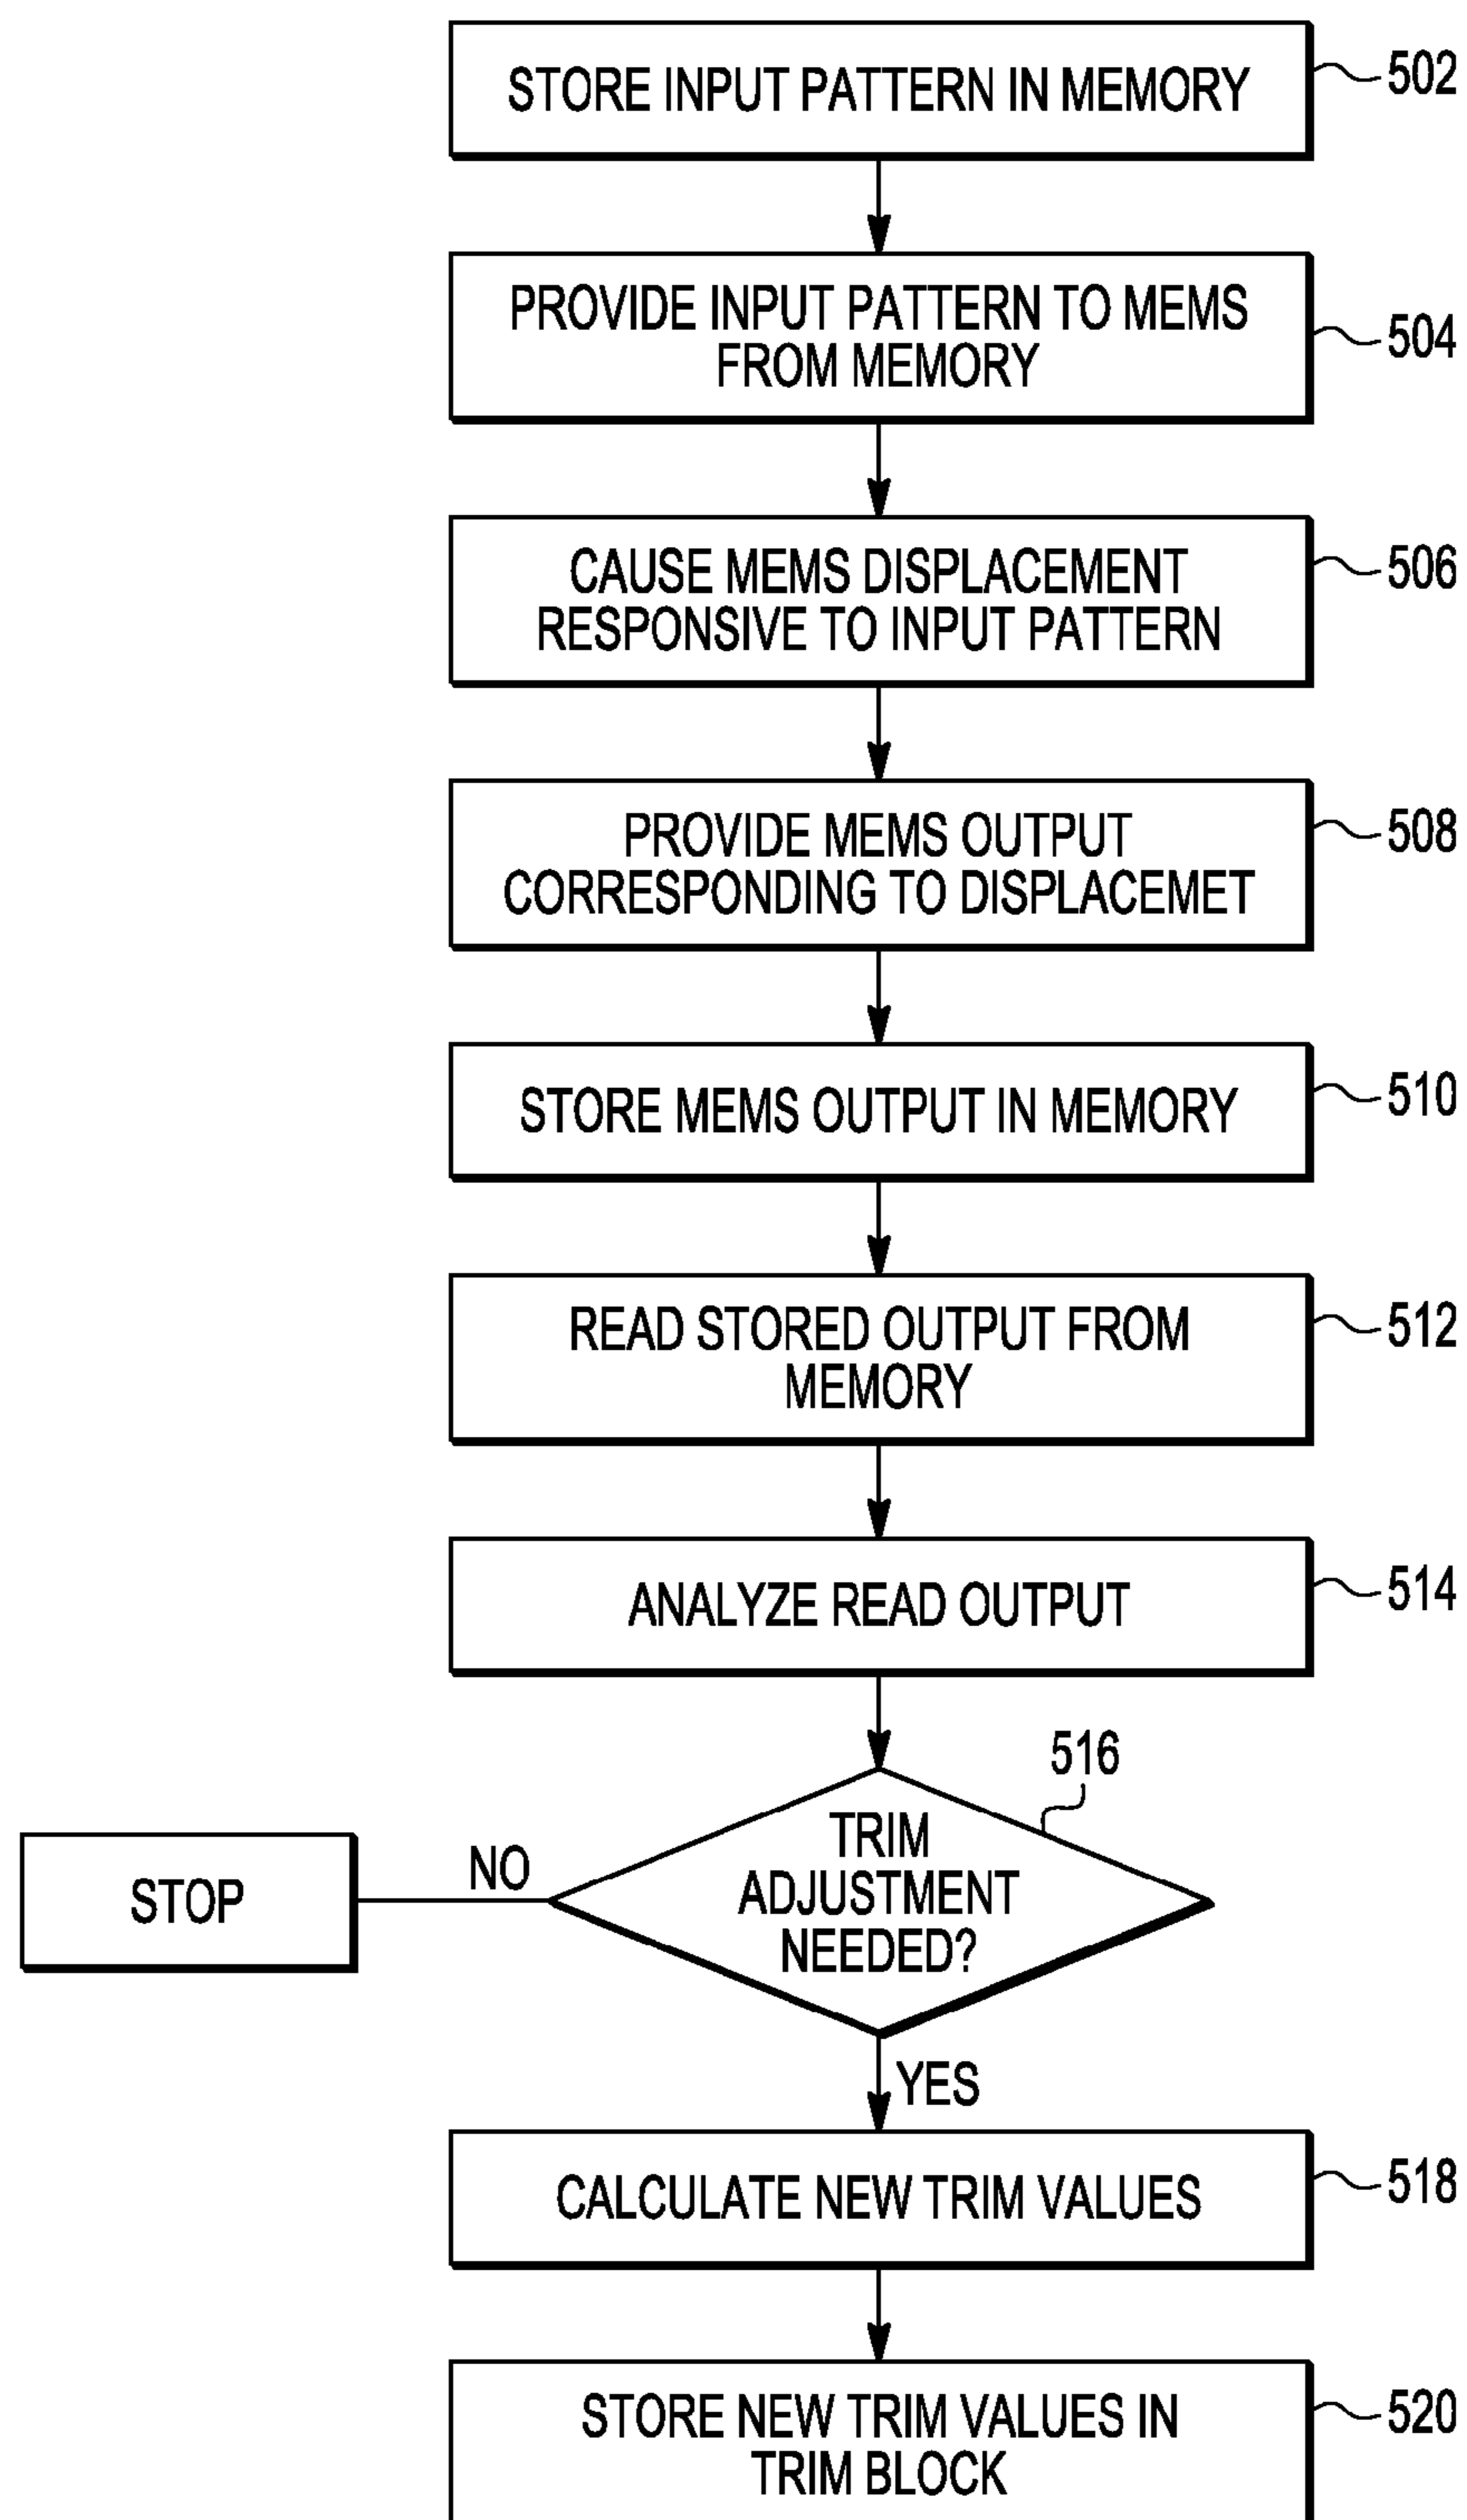 STORE INPUT PATTERN IN MEMORY
502
PROVIDE INPUT PATTERN TO MEMS
FROM MEMORY
504
CAUSE MEMS DISPLACEMENT
RESPONSIVE TO INPUT PATTERN
506
PROVIDE MEMS OUTPUT
CORRESPONDING TO DISPLACEMET
508
STORE MEMS OUTPUT IN MEMORY
510
READ STORED OUTPUT FROM
MEMORY
512
ANALYZE READ OUTPUT
514
516
TRIM
ADJUSTMENT
NEEDED?
NO
STOP
YES
CALCULATE NEW TRIM VALUES
518
STORE NEW TRIM VALUES IN
TRIM BLOCK
520